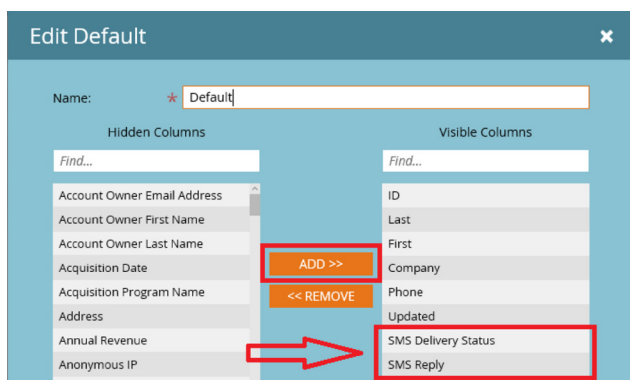 Edit Default
Name: * Default
Hidden Columns
Visible Columns
Find...
Find...
Account Owner Email Address
Account Owner First Name
Account Owner Last Name
Acquisition Date
Acquisition Program Name
Address
Annual Revenue
Anonymous IP
ADD >>
<< REMOVE
ID
Last
First
Company
Phone
Updated
SMS Delivery Status
SMS Reply